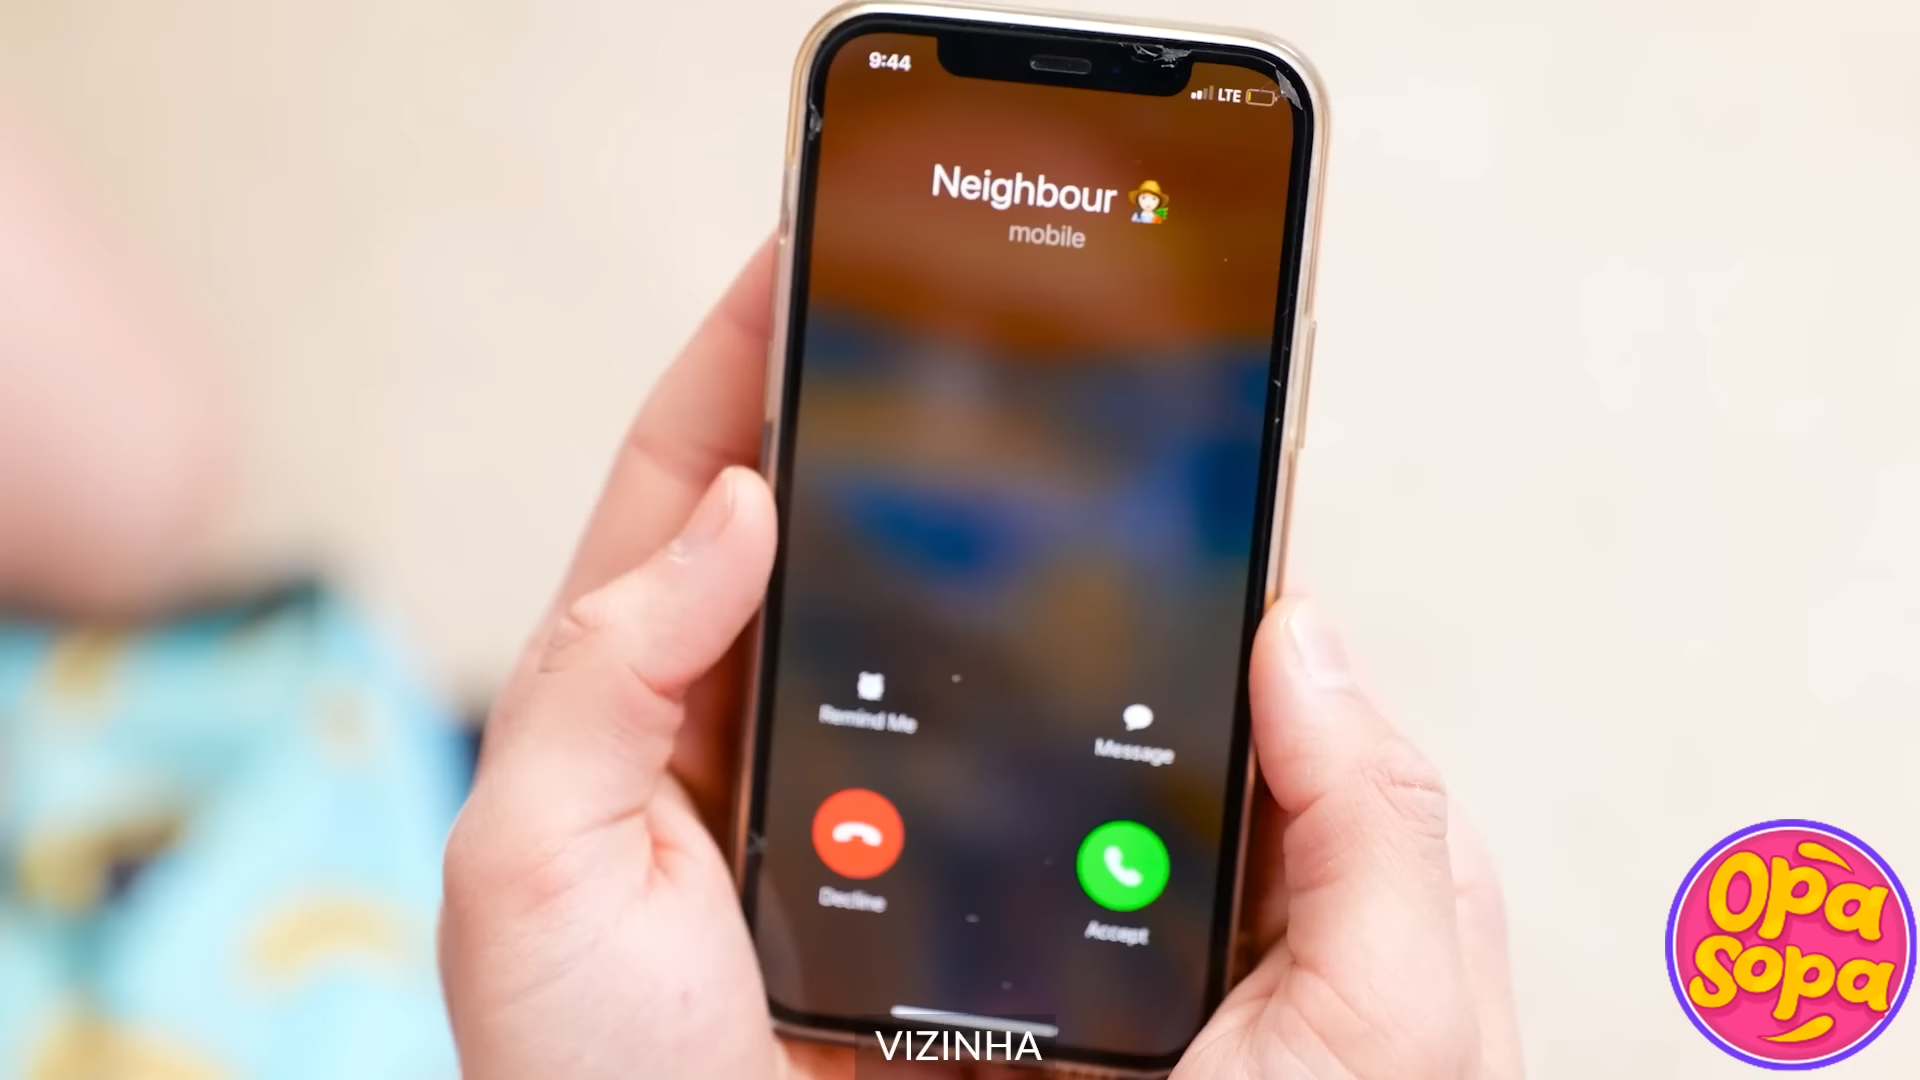 9:44
LTE
Neighbour
mobile
Remind Me
Message
Decline
Accept
VIZINHA
Opa
Sopa